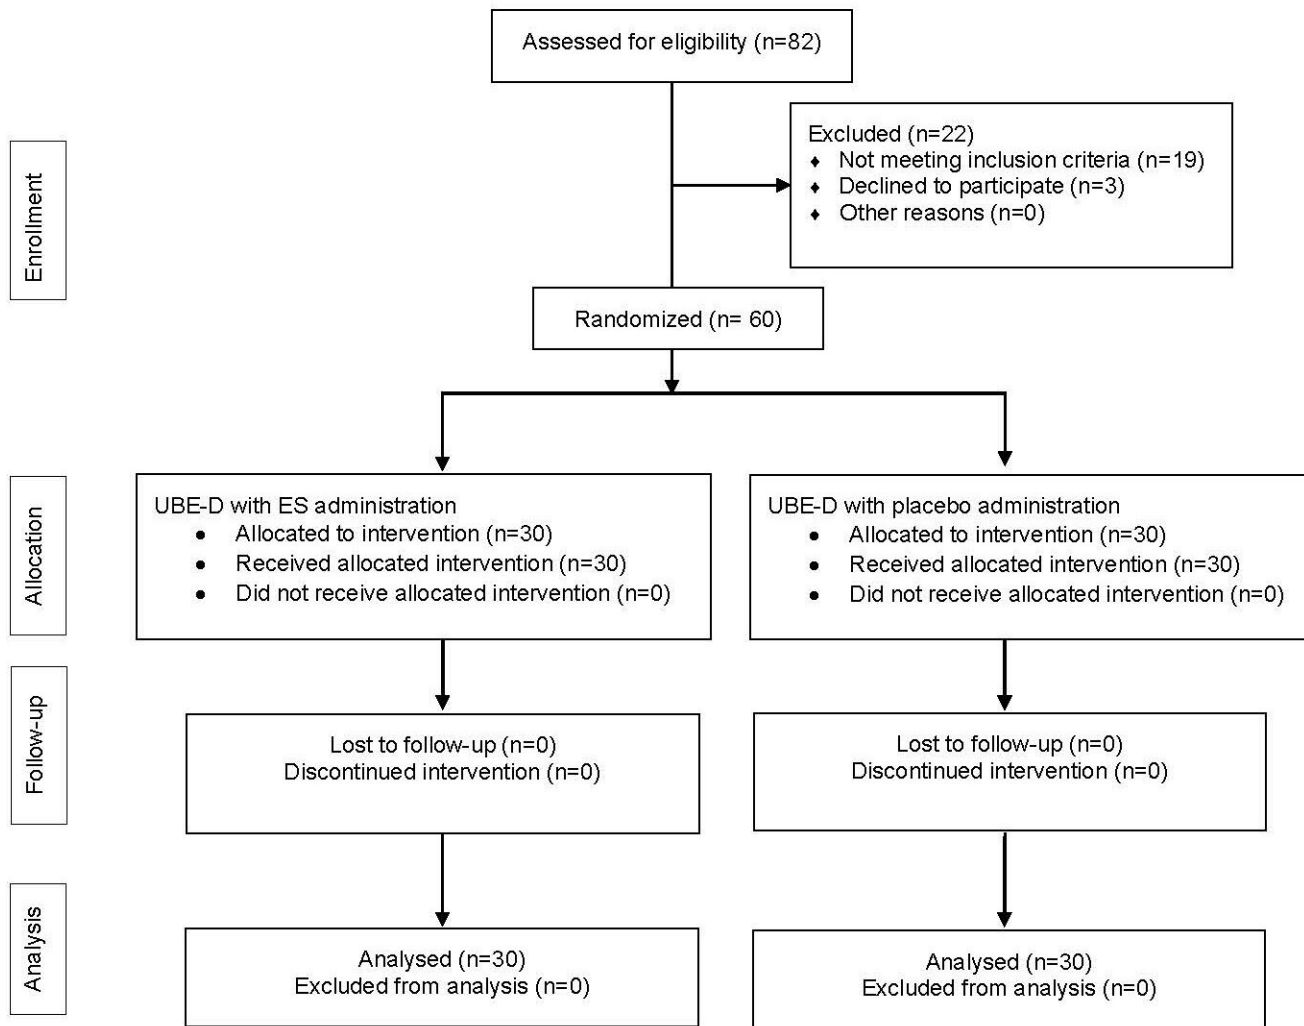 Assessed for eligibility (n=82)
Enrollment
Excluded (n=22)
♦ Not meeting inclusion criteria (n=19)
♦ Declined to participate (n=3)
♦ Other reasons (n=0)
Randomized (n= 60)
Allocation
UBE-D with ES administration
● Allocated to intervention (n=30)
● Received allocated intervention (n=30)
● Did not receive allocated intervention (n=0)
UBE-D with placebo administration
● Allocated to intervention (n=30)
● Received allocated intervention (n=30)
● Did not receive allocated intervention (n=0)
Follow-up
Lost to follow-up (n=0)
Discontinued intervention (n=0)
Lost to follow-up (n=0)
Discontinued intervention (n=0)
Analysis
Analysed (n=30)
Excluded from analysis (n=0)
Analysed (n=30)
Excluded from analysis (n=0)